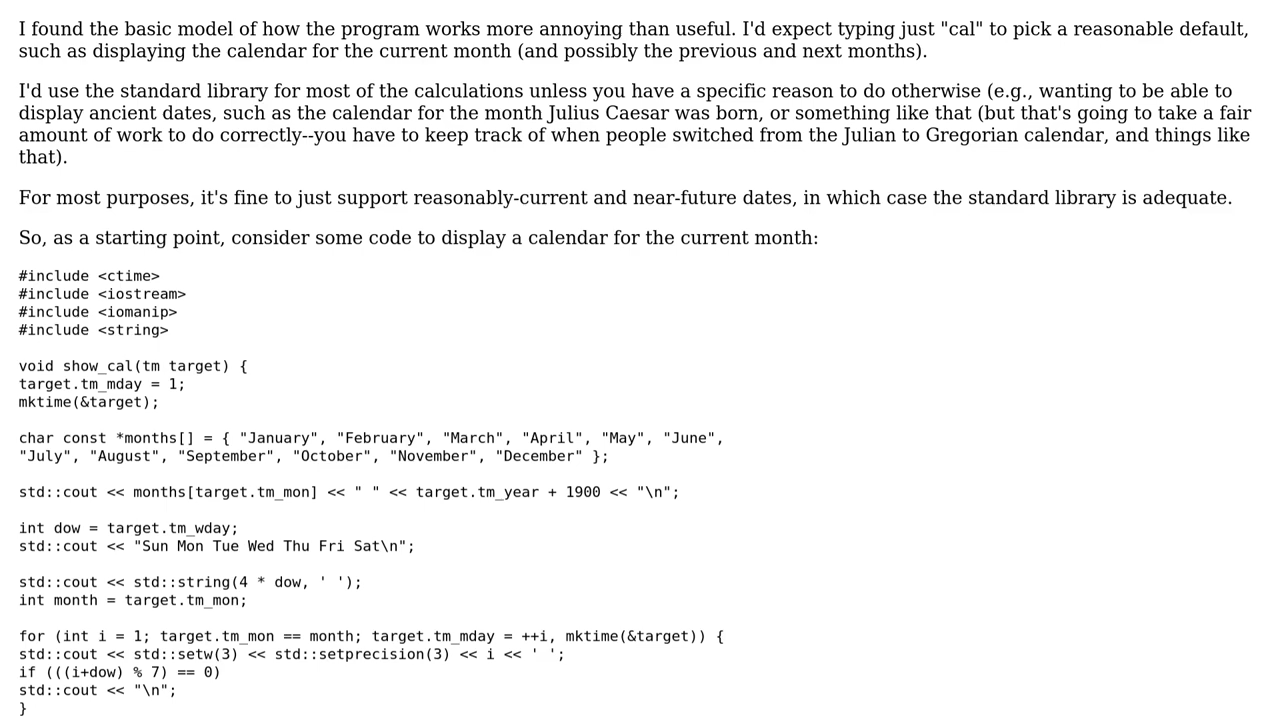 I found the basic model of how the program works more annoying than useful. I'd expect typing just "cal" to pick a reasonable default,
such as displaying the calendar for the current month (and possibly the previous and next months).
I'd use the standard library for most of the calculations unless you have a specific reason to do otherwise (e.g., wanting to be able to
display ancient dates, such as the calendar for the month Julius Caesar was born, or something like that (but that's going to take a fair
amount of work to do correctly--you have to keep track of when people switched from the Julian to Gregorian calendar, and things like
that).
For most purposes, it's fine to just support reasonably-current and near-future dates, in which case the standard library is adequate.
So, as a starting point, consider some code to display a calendar for the current month:
#include <ctime>
#include <iostream>
#include <iomanip>
#include <string>
void show_cal(tm target) {
target.tm_mday = 1;
mktime(&target);
char const *months[] = { "January", "February", "March", "April", "May", "June",
"July", "August", "September", "October", "November", "December" };
std::cout << months[target.tm_mon] << " " << target.tm_year + 1900 << "\n";
int dow = target.tm_wday;
std::cout << "Sun Mon Tue Wed Thu Fri Sat\n";
std::cout << std::string(4 * dow, ' ');
int month = target.tm_mon;
for (int i = 1; target.tm_mon == month; target.tm_mday = ++i, mktime(&target)) {
std::cout << std::setw(3) << std::setprecision(3) << i << ' ';
if (((i+dow) % 7) == 0)
std::cout << "\n";
}